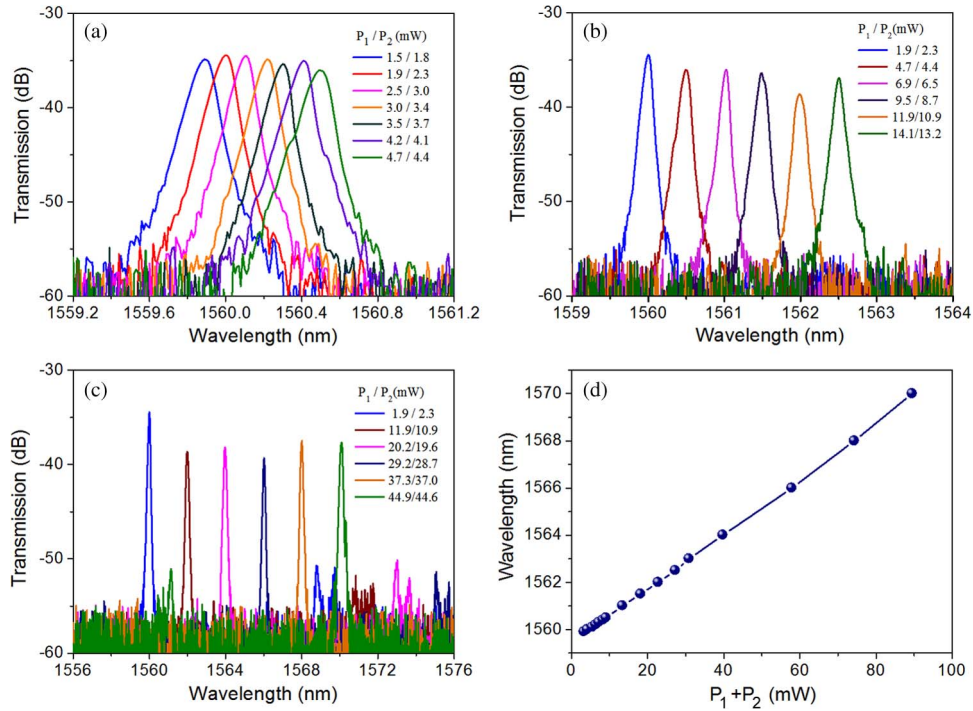 (a)
P1 / P2 (mW)
1.5 / 1.8
1.9 / 2.3
2.5 / 3.0
3.0 / 3.4
3.5 / 3.7
4.2 / 4.1
4.7 / 4.4
Transmission (dB)
-30
-40
-50
-60
1559.2 1559.6 1560.0 1560.4 1560.8 1561.2
Wavelength (nm)
(b)
P1 / P2 (mW)
1.9 / 2.3
4.7 / 4.4
6.9 / 6.5
9.5 / 8.7
11.9/10.9
14.1/13.2
Transmission (dB)
-30
-40
-50
-60
1559 1560 1561 1562 1563 1564
Wavelength (nm)
(c)
P1 / P2(mW)
1.9 / 2.3
11.9/10.9
20.2/19.6
29.2/28.7
37.3/37.0
44.9/44.6
Transmission (dB)
-30
-40
-50
-60
1556 1560 1564 1568 1572 1576
Wavelength (nm)
(d)
Wavelength (nm)
1570
1568
1566
1564
1562
1560
0 20 40 60 80 100
P1+P2 (mW)